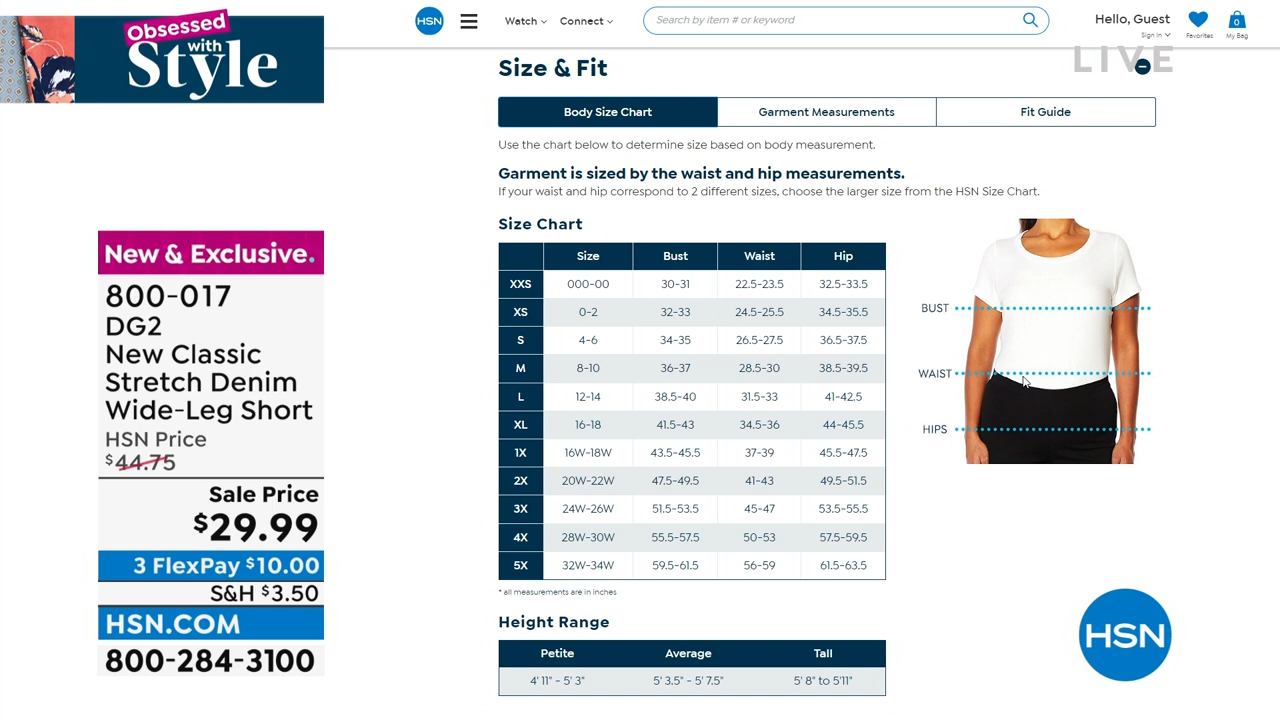 Obsessed
with
Style
HSN
Watch
Connect
Search by item # or keyword
Hello, Guest
Sign in
Favorites
0
My Bag
LIVE
Size & Fit
Body Size Chart Garment Measurements Fit Guide
Use the chart below to determine size based on body measurement.
Garment is sized by the waist and hip measurements.
If your waist and hip correspond to 2 different sizes, choose the larger size from the HSN Size Chart.
Size Chart
Size Bust Waist Hip
XXS 000-00 30-31 22.5-23.5 32.5-33.5
XS 0-2 32-33 24.5-25.5 34.5-35.5
S 4-6 34-35 26.5-27.5 36.5-37.5
M 8-10 36-37 28.5-30 38.5-39.5
L 12-14 38.5-40 31.5-33 41-42.5
XL 16-18 41.5-43 34.5-36 44-45.5
1X 16W-18W 43.5-45.5 37-39 45.5-47.5
2X 20W-22W 47.5-49.5 41-43 49.5-51.5
3X 24W-26W 51.5-53.5 45-47 53.5-55.5
4X 28W-30W 55.5-57.5 50-53 57.5-59.5
5X 32W-34W 59.5-61.5 56-59 61.5-63.5
* all measurements are in inches
Height Range
Petite Average Tall
4' 11" - 5' 3" 5' 3.5" - 5' 7.5" 5' 8" to 5'11"
BUST
WAIST
HIPS
New & Exclusive.
800-017
DG2
New Classic
Stretch Denim
Wide-Leg Short
HSN Price
$44.75
Sale Price
$29.99
3 FlexPay $10.00
S&H $3.50
HSN.COM
800-284-3100
HSN